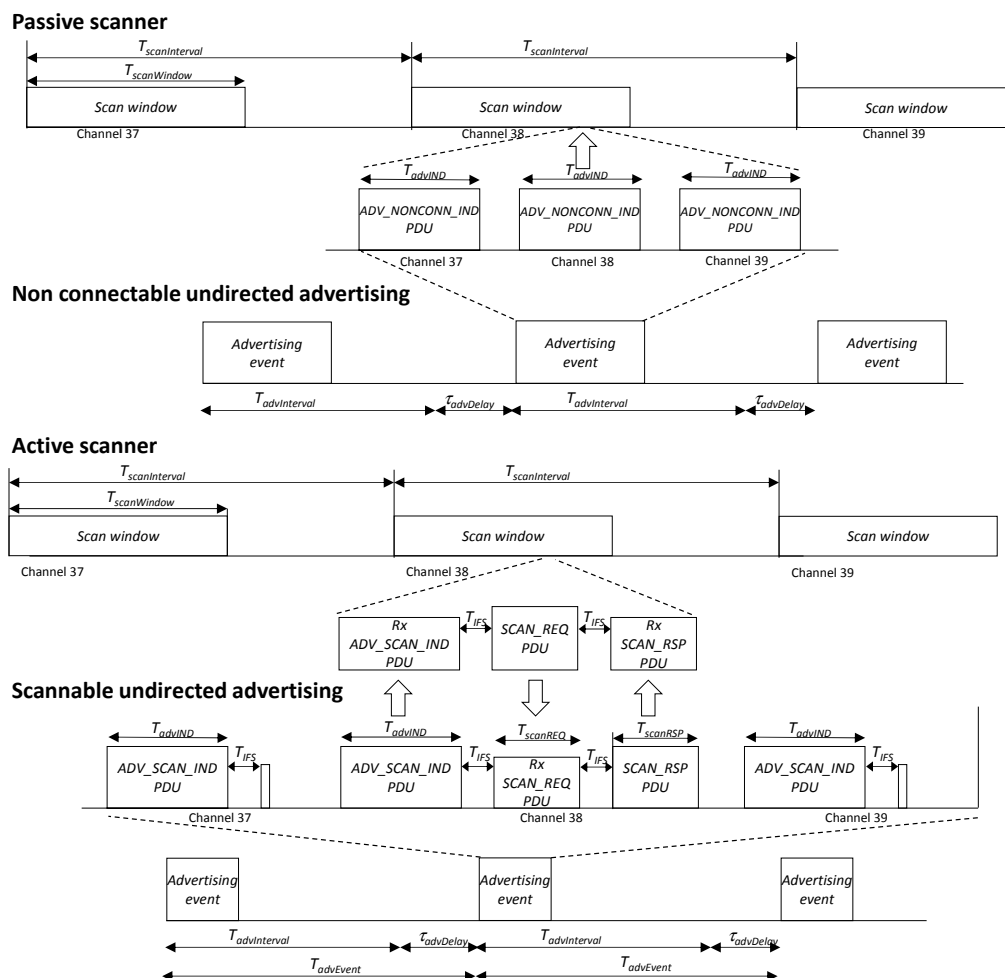 Passive scanner
TscanInterval TscanInterval
TscanWindow
Scan window Scan window Scan window
Channel 37 Channel 38 Channel 39
TadvIND TadvIND TadvIND
ADV_NONCONN_IND ADV_NONCONN_IND ADV_NONCONN_IND
PDU PDU PDU
Channel 37 Channel 38 Channel 39
Non connectable undirected advertising
Advertising Advertising Advertising
event event event
TadvInterval τadvDelay TadvInterval τadvDelay
Active scanner
TscanInterval TscanInterval
TscanWindow
Scan window Scan window Scan window
Channel 37 Channel 38 Channel 39
Rx TIFS SCAN_REQ TIFS Rx
ADV_SCAN_IND PDU SCAN_RSP
PDU PDU
Scannable undirected advertising
TadvIND TadvIND TscanREQ TscanRSP TadvIND
TIFS TIFS TIFS TIFS
ADV_SCAN_IND ADV_SCAN_IND Rx SCAN_RSP ADV_SCAN_IND
PDU PDU SCAN_REQ PDU PDU
PDU
Channel 37 Channel 38 Channel 39
Advertising Advertising Advertising
event event event
TadvInterval τadvDelay TadvInterval τadvDelay
TadvEvent TadvEvent